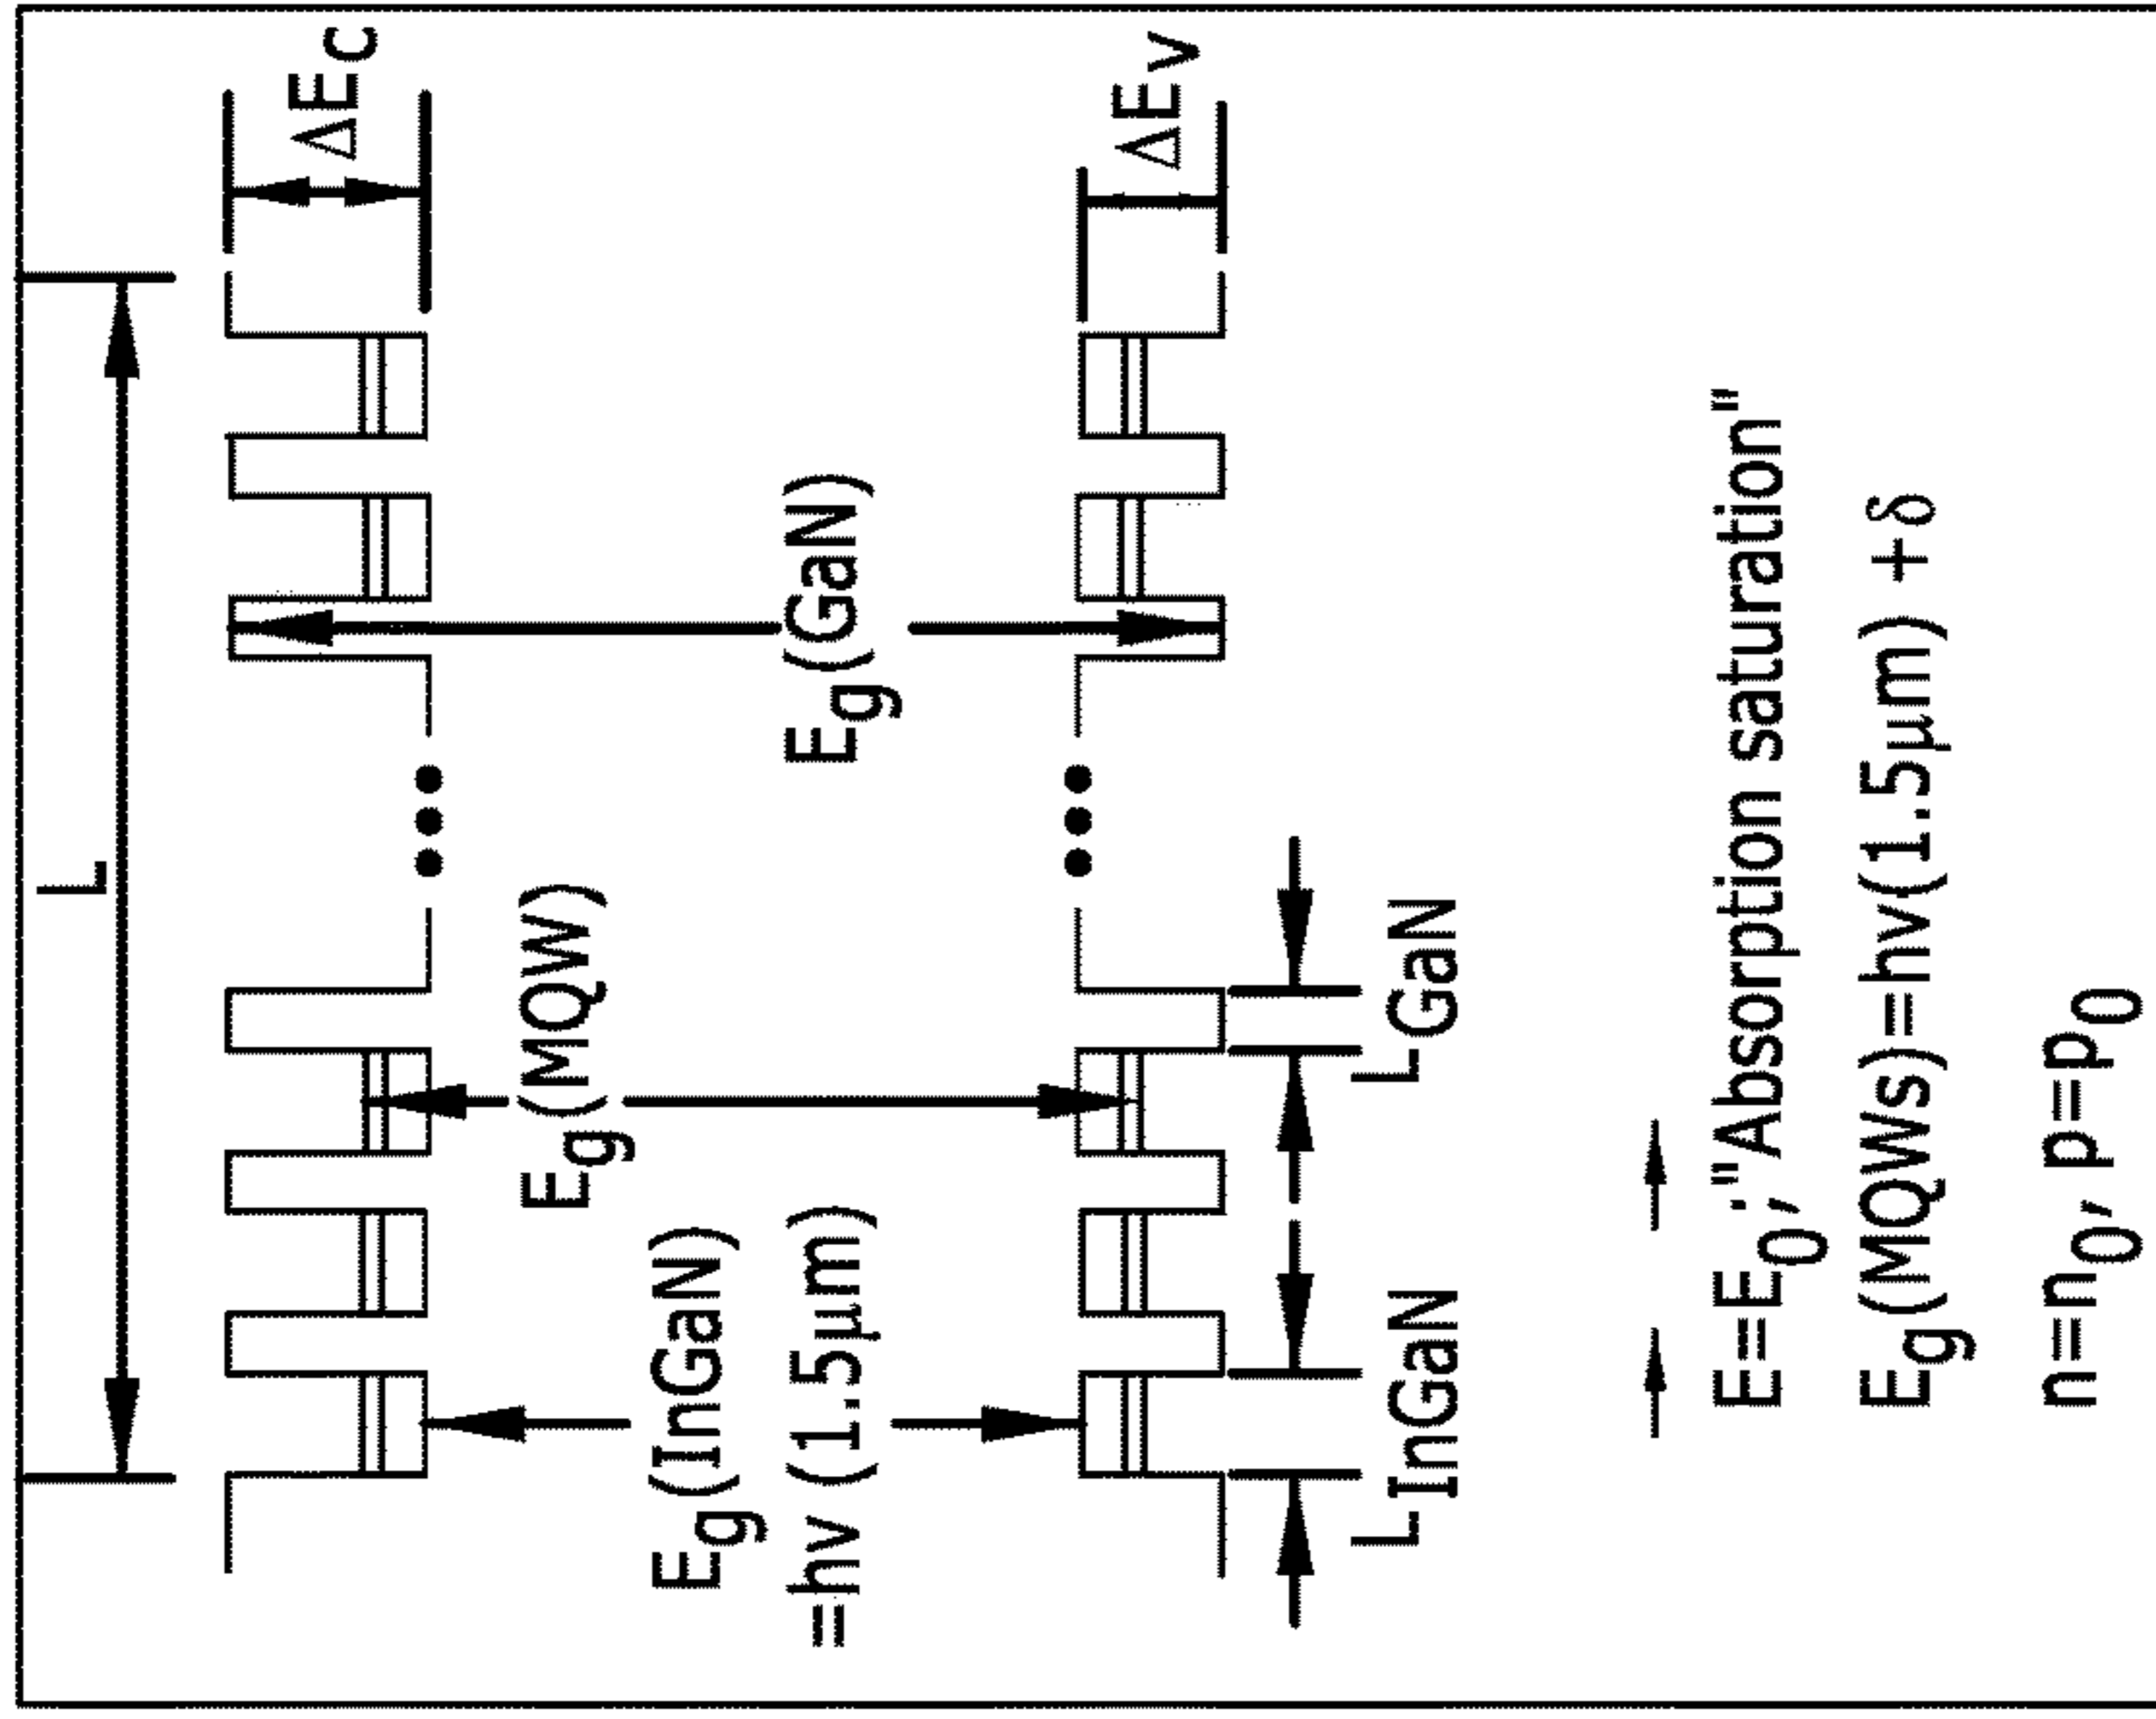 L
ΔEc
Eg(MQW)
Eg(InGaN)
=hν (1.5μm)
Eg(GaN)
ΔEv
LInGaN
LGaN
E=E0;"Absorption saturation"
Eg(MQWs)=hν(1.5μm) +δ
n=n0, p=p0